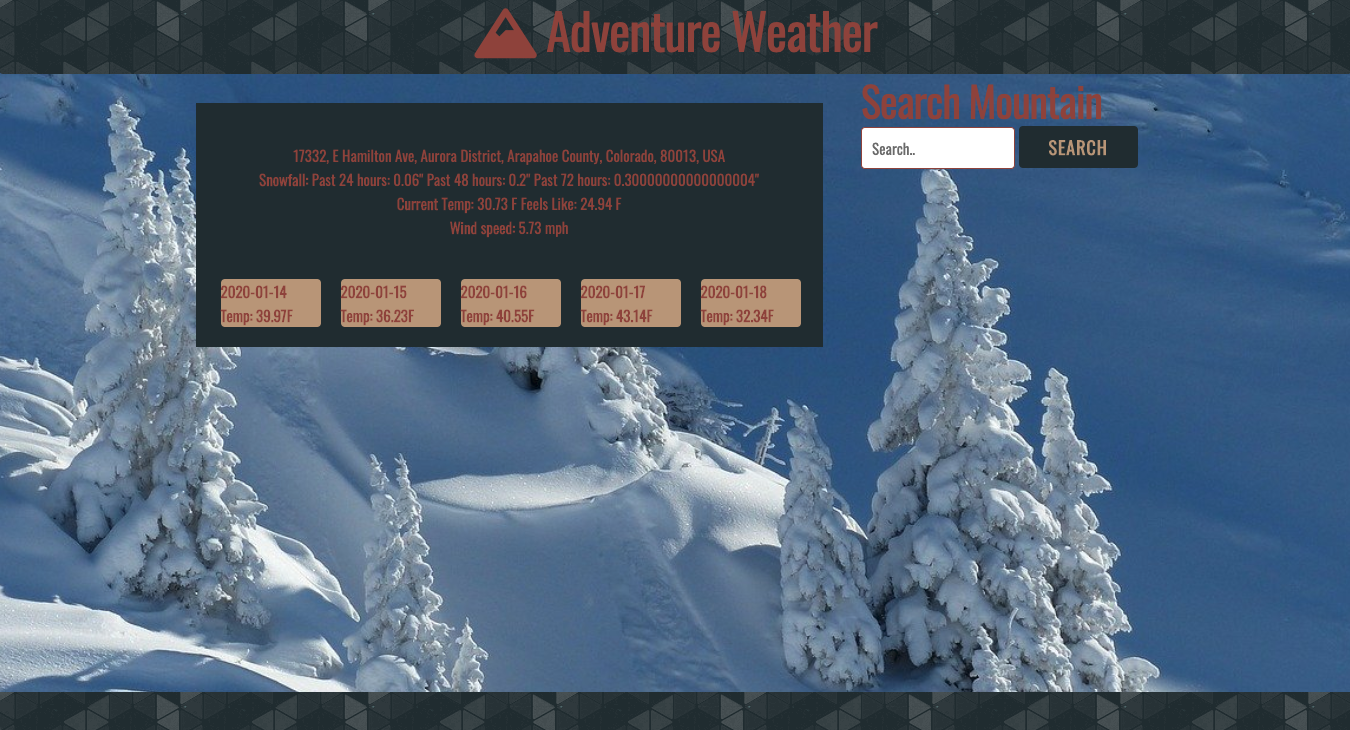 Adventure Weather
17332, E Hamilton Ave, Aurora District, Arapahoe County, Colorado, 80013, USA
Snowfall: Past 24 hours: 0.06" Past 48 hours: 0.2" Past 72 hours: 0.30000000000000004"
Current Temp: 30.73 F Feels Like: 24.94 F
Wind speed: 5.73 mph
2020-01-14
Temp: 39.97F
2020-01-15
Temp: 36.23F
2020-01-16
Temp: 40.55F
2020-01-17
Temp: 43.14F
2020-01-18
Temp: 32.34F
Search Mountain
Search..
SEARCH